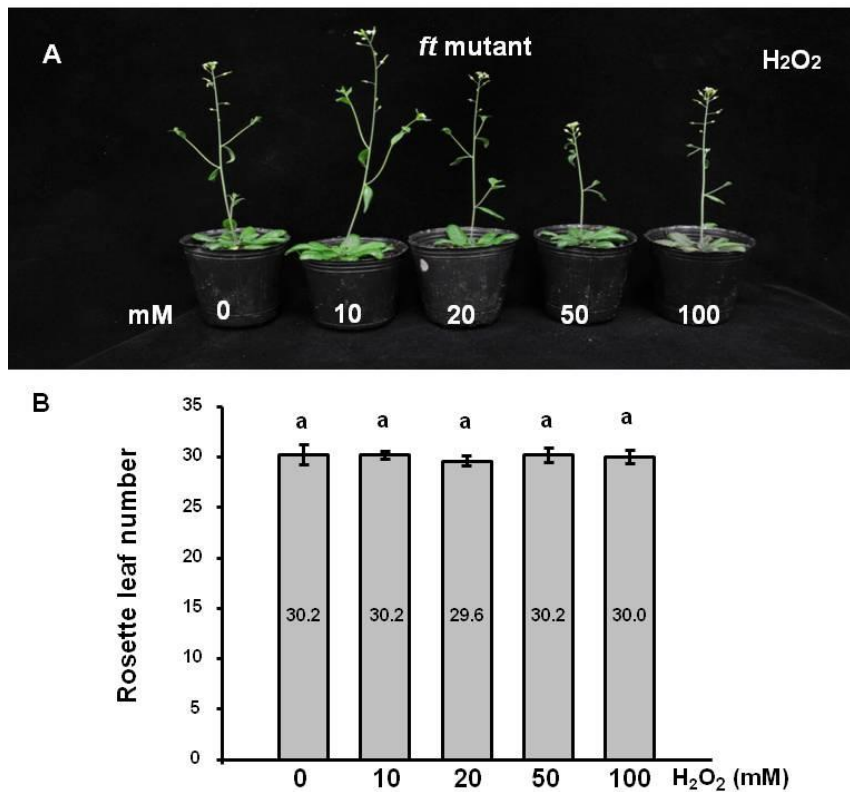 A
ft mutant
H₂O₂
mM 0 10 20 50 100
B
Rosette leaf number
35
30
25
20
15
10
5
0
a a a a a
30.2 30.2 29.6 30.2 30.0
0 10 20 50 100 H₂O₂ (mM)